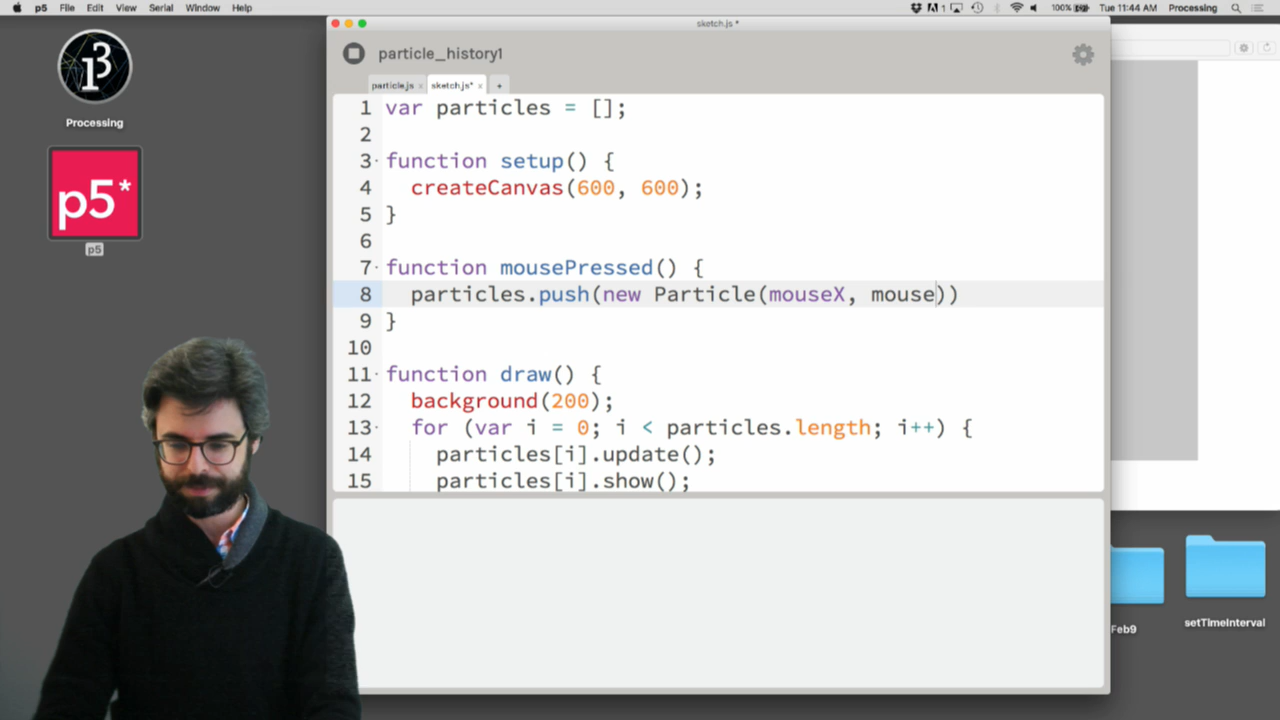 p5 File Edit View Serial Window Help 1 100% Tue 11:44 AM Processing
sketch.js *
particle_history1
particle.js x sketch.js* x +
1 var particles = [];
2
3 function setup() {
4 createCanvas(600, 600);
5 }
6
7 function mousePressed() {
8 particles.push(new Particle(mouseX, mouse))
9 }
10
11 function draw() {
12 background(200);
13 for (var i = 0; i < particles.length; i++) {
14 particles[i].update();
15 particles[i].show();
13
Processing
p5*
p5
Feb9
setTimeInterval